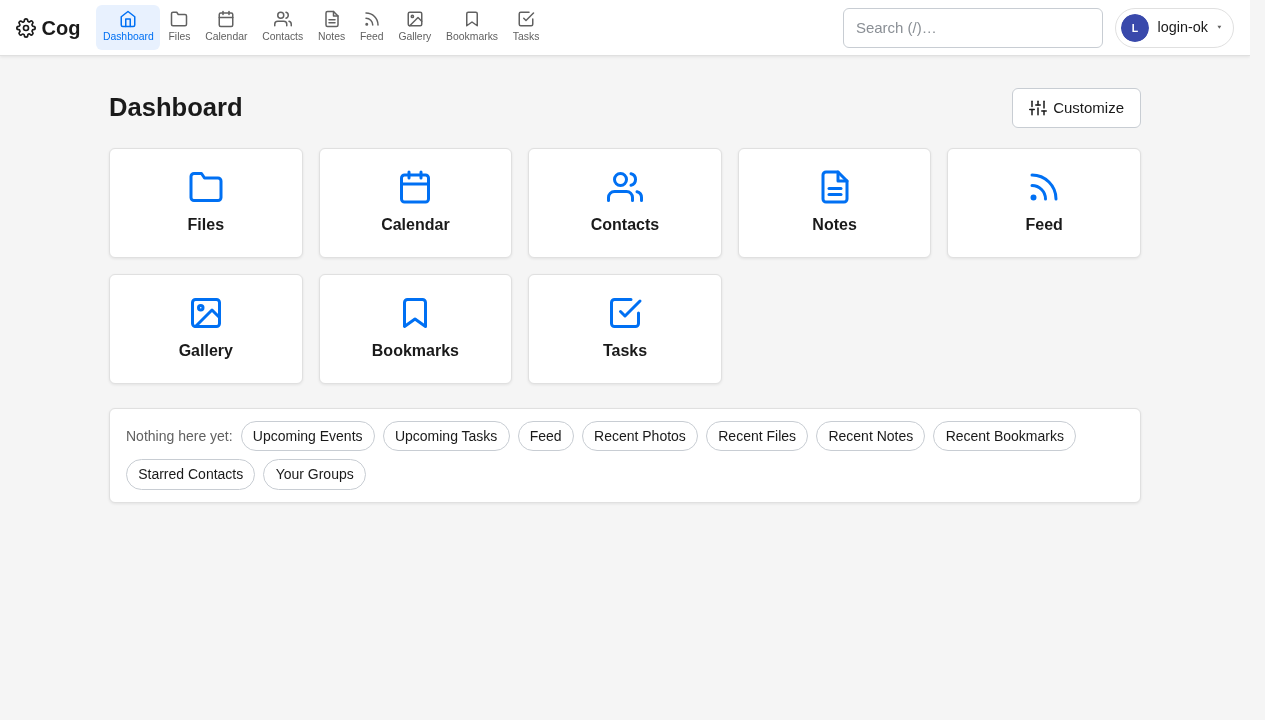 Cog
Dashboard Files Calendar Contacts Notes Feed Gallery Bookmarks Tasks
Search (/)…
L login-ok
Dashboard
Customize
Files Calendar Contacts Notes Feed
Gallery Bookmarks Tasks
Nothing here yet: Upcoming Events Upcoming Tasks Feed Recent Photos Recent Files Recent Notes Recent Bookmarks
Starred Contacts Your Groups